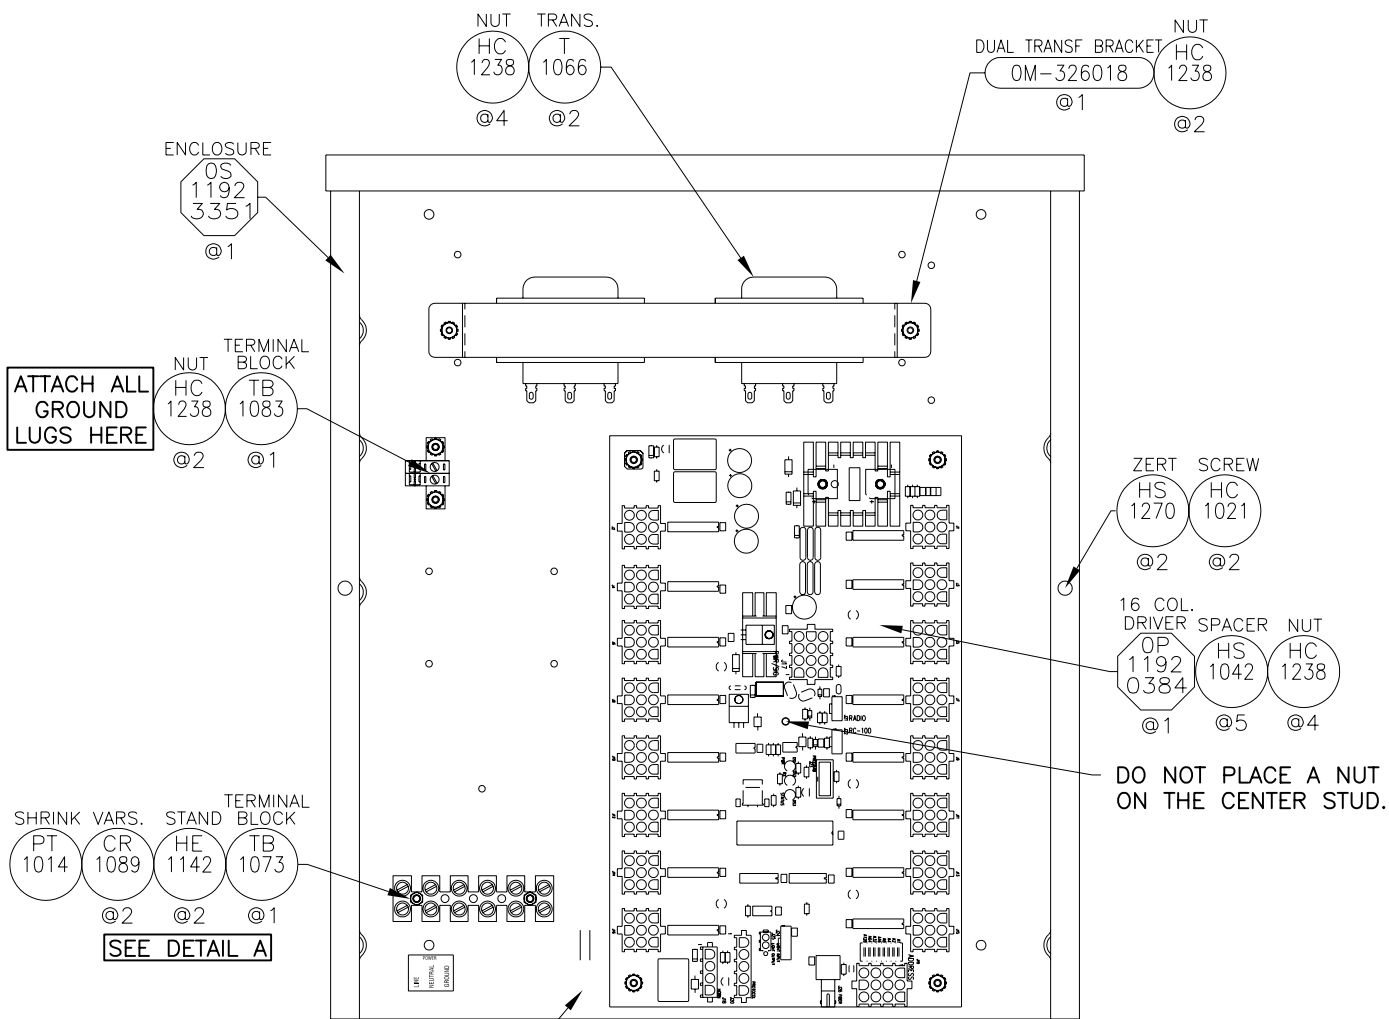 NUT TRANS.
HC
1238
T
1066
@4 @2
DUAL TRANSF BRACKET
0M-326018
@1
NUT
HC
1238
@2
ENCLOSURE
0S
1192
3351
@1
ATTACH ALL
GROUND
LUGS HERE
NUT
HC
1238
@2
TERMINAL
BLOCK
TB
1083
@1
ZERT
HS
1270
@2
SCREW
HC
1021
@2
16 COL.
DRIVER
0P
1192
0384
@1
SPACER
HS
1042
@5
NUT
HC
1238
@4
DO NOT PLACE A NUT
ON THE CENTER STUD.
RADIO
RC-100
SHRINK
PT
1014
VARS.
CR
1089
@2
STAND
HE
1142
@2
TERMINAL
BLOCK
TB
1073
@1
SEE DETAIL A
POWER
LINE
NEUTRAL
GROUND
J17
ADDRESS